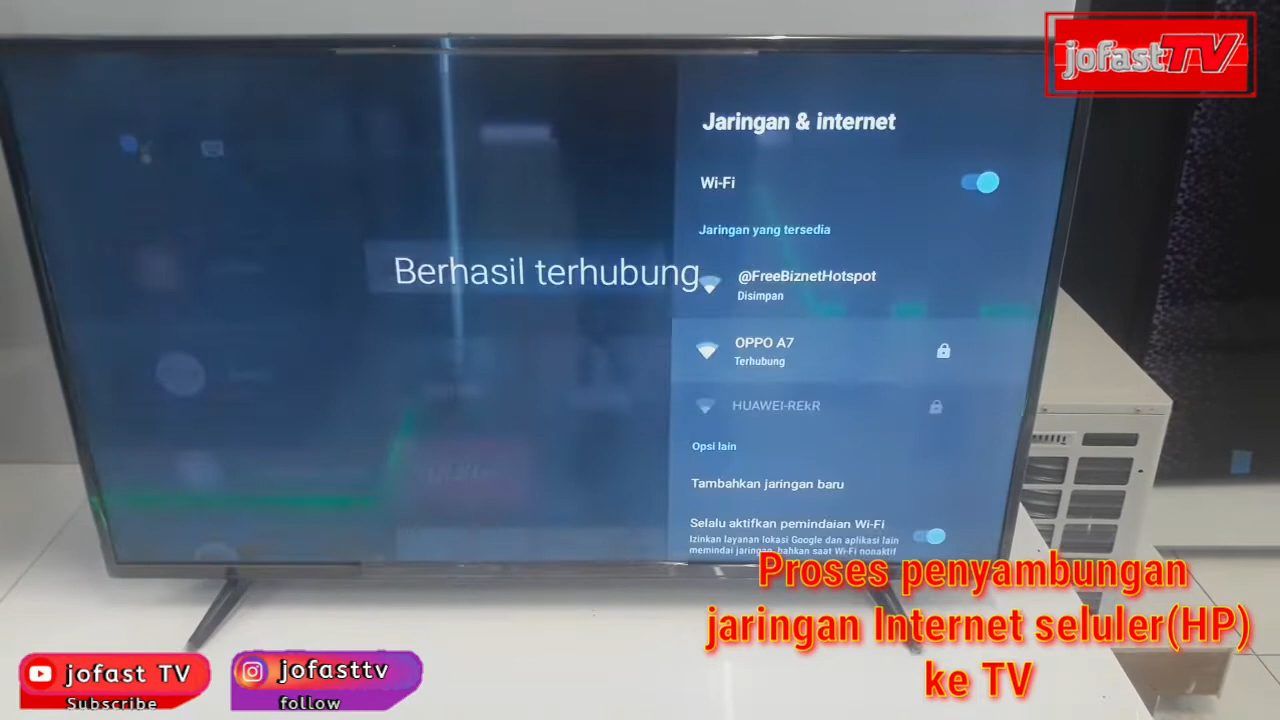 jofastTV
Jaringan & internet
Wi-Fi
Jaringan yang tersedia
Berhasil terhubung
@FreeBiznetHotspot
Disimpan
OPPO A7
Terhubung
HUAWEI-REkR
Opsi lain
Tambahkan jaringan baru
Selalu aktifkan pemindaian Wi-Fi
Izinkan layanan lokasi Google dan aplikasi lain
memindai jaringan, bahkan saat Wi-Fi nonaktif
Proses penyambungan
jaringan Internet seluler(HP)
ke TV
jofast TV
Subscribe
jofasttv
follow